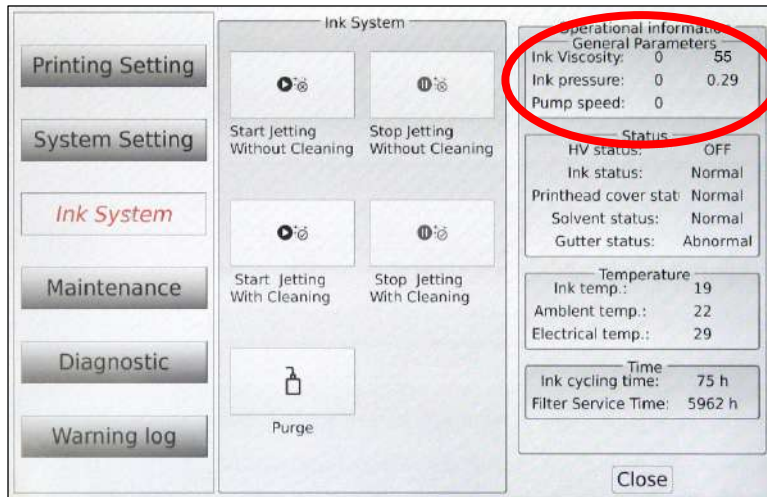 Printing Setting
System Setting
Ink System
Maintenance
Diagnostic
Warning log
Ink System
Start Jetting
Without Cleaning
Stop Jetting
Without Cleaning
Start Jetting
With Cleaning
Stop Jetting
With Cleaning
Purge
Operational information
General Parameters
Ink Viscosity: 0 55
Ink pressure: 0 0.29
Pump speed: 0
Status
HV status: OFF
Ink status: Normal
Printhead cover stat Normal
Solvent status: Normal
Gutter status: Abnormal
Temperature
Ink temp.: 19
Ambient temp.: 22
Electrical temp.: 29
Time
Ink cycling time: 75 h
Filter Service Time: 5962 h
Close